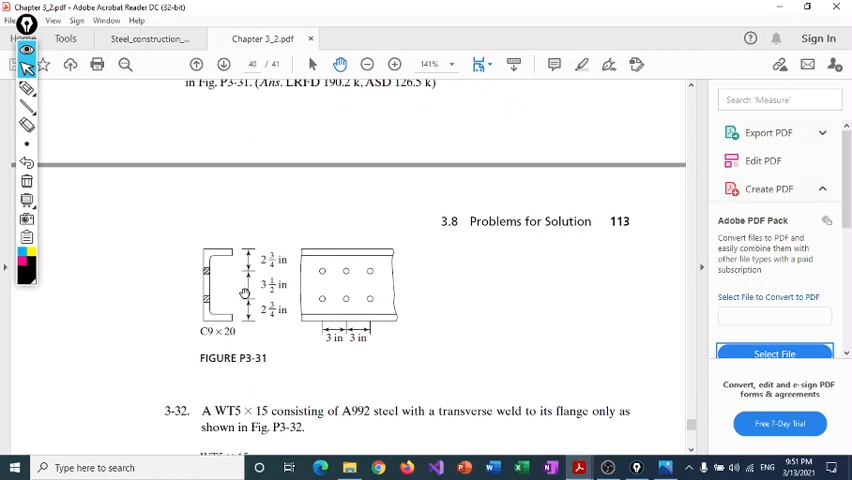 Chapter 3_2.pdf - Adobe Acrobat Reader DC (32-bit)
View Sign Window Help
Tools
Steel_construction_...
Chapter 3_2.pdf
Sign In
40 / 41
141%
in Fig. P3-31. (Ans. LRFD 190.2 k, ASD 126.5 k)
3.8 Problems for Solution 113
2 3/4 in
3 1/2 in
2 3/4 in
C9 × 20
3 in 3 in
FIGURE P3-31
3-32. A WT5 × 15 consisting of A992 steel with a transverse weld to its flange only as
shown in Fig. P3-32.
Search 'Measure'
Export PDF
Edit PDF
Create PDF
Adobe PDF Pack
Convert files to PDF and
easily combine them
with other file types with a paid
subscription
Select File to Convert to PDF
Select File
Convert, edit and e-sign PDF
forms & agreements
Free 7-Day Trial
Type here to search
ENG
9:51 PM
3/13/2021